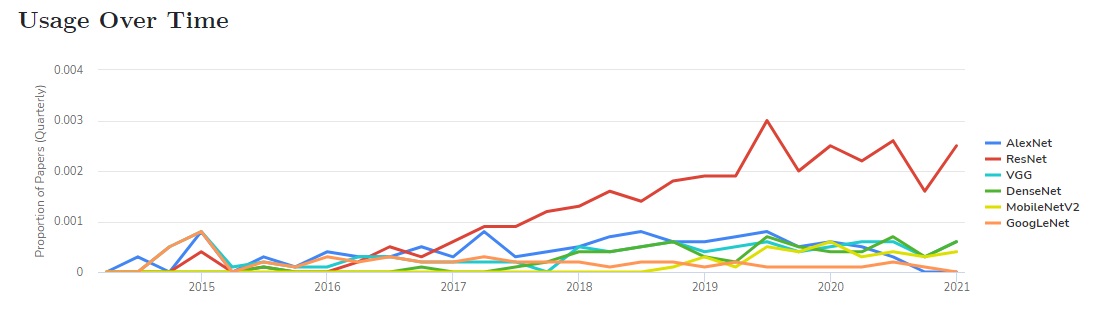 Usage Over Time
Proportion of Papers (Quarterly)
0.004
0.003
0.002
0.001
0
2015
2016
2017
2018
2019
2020
2021
AlexNet
ResNet
VGG
DenseNet
MobileNetV2
GoogLeNet